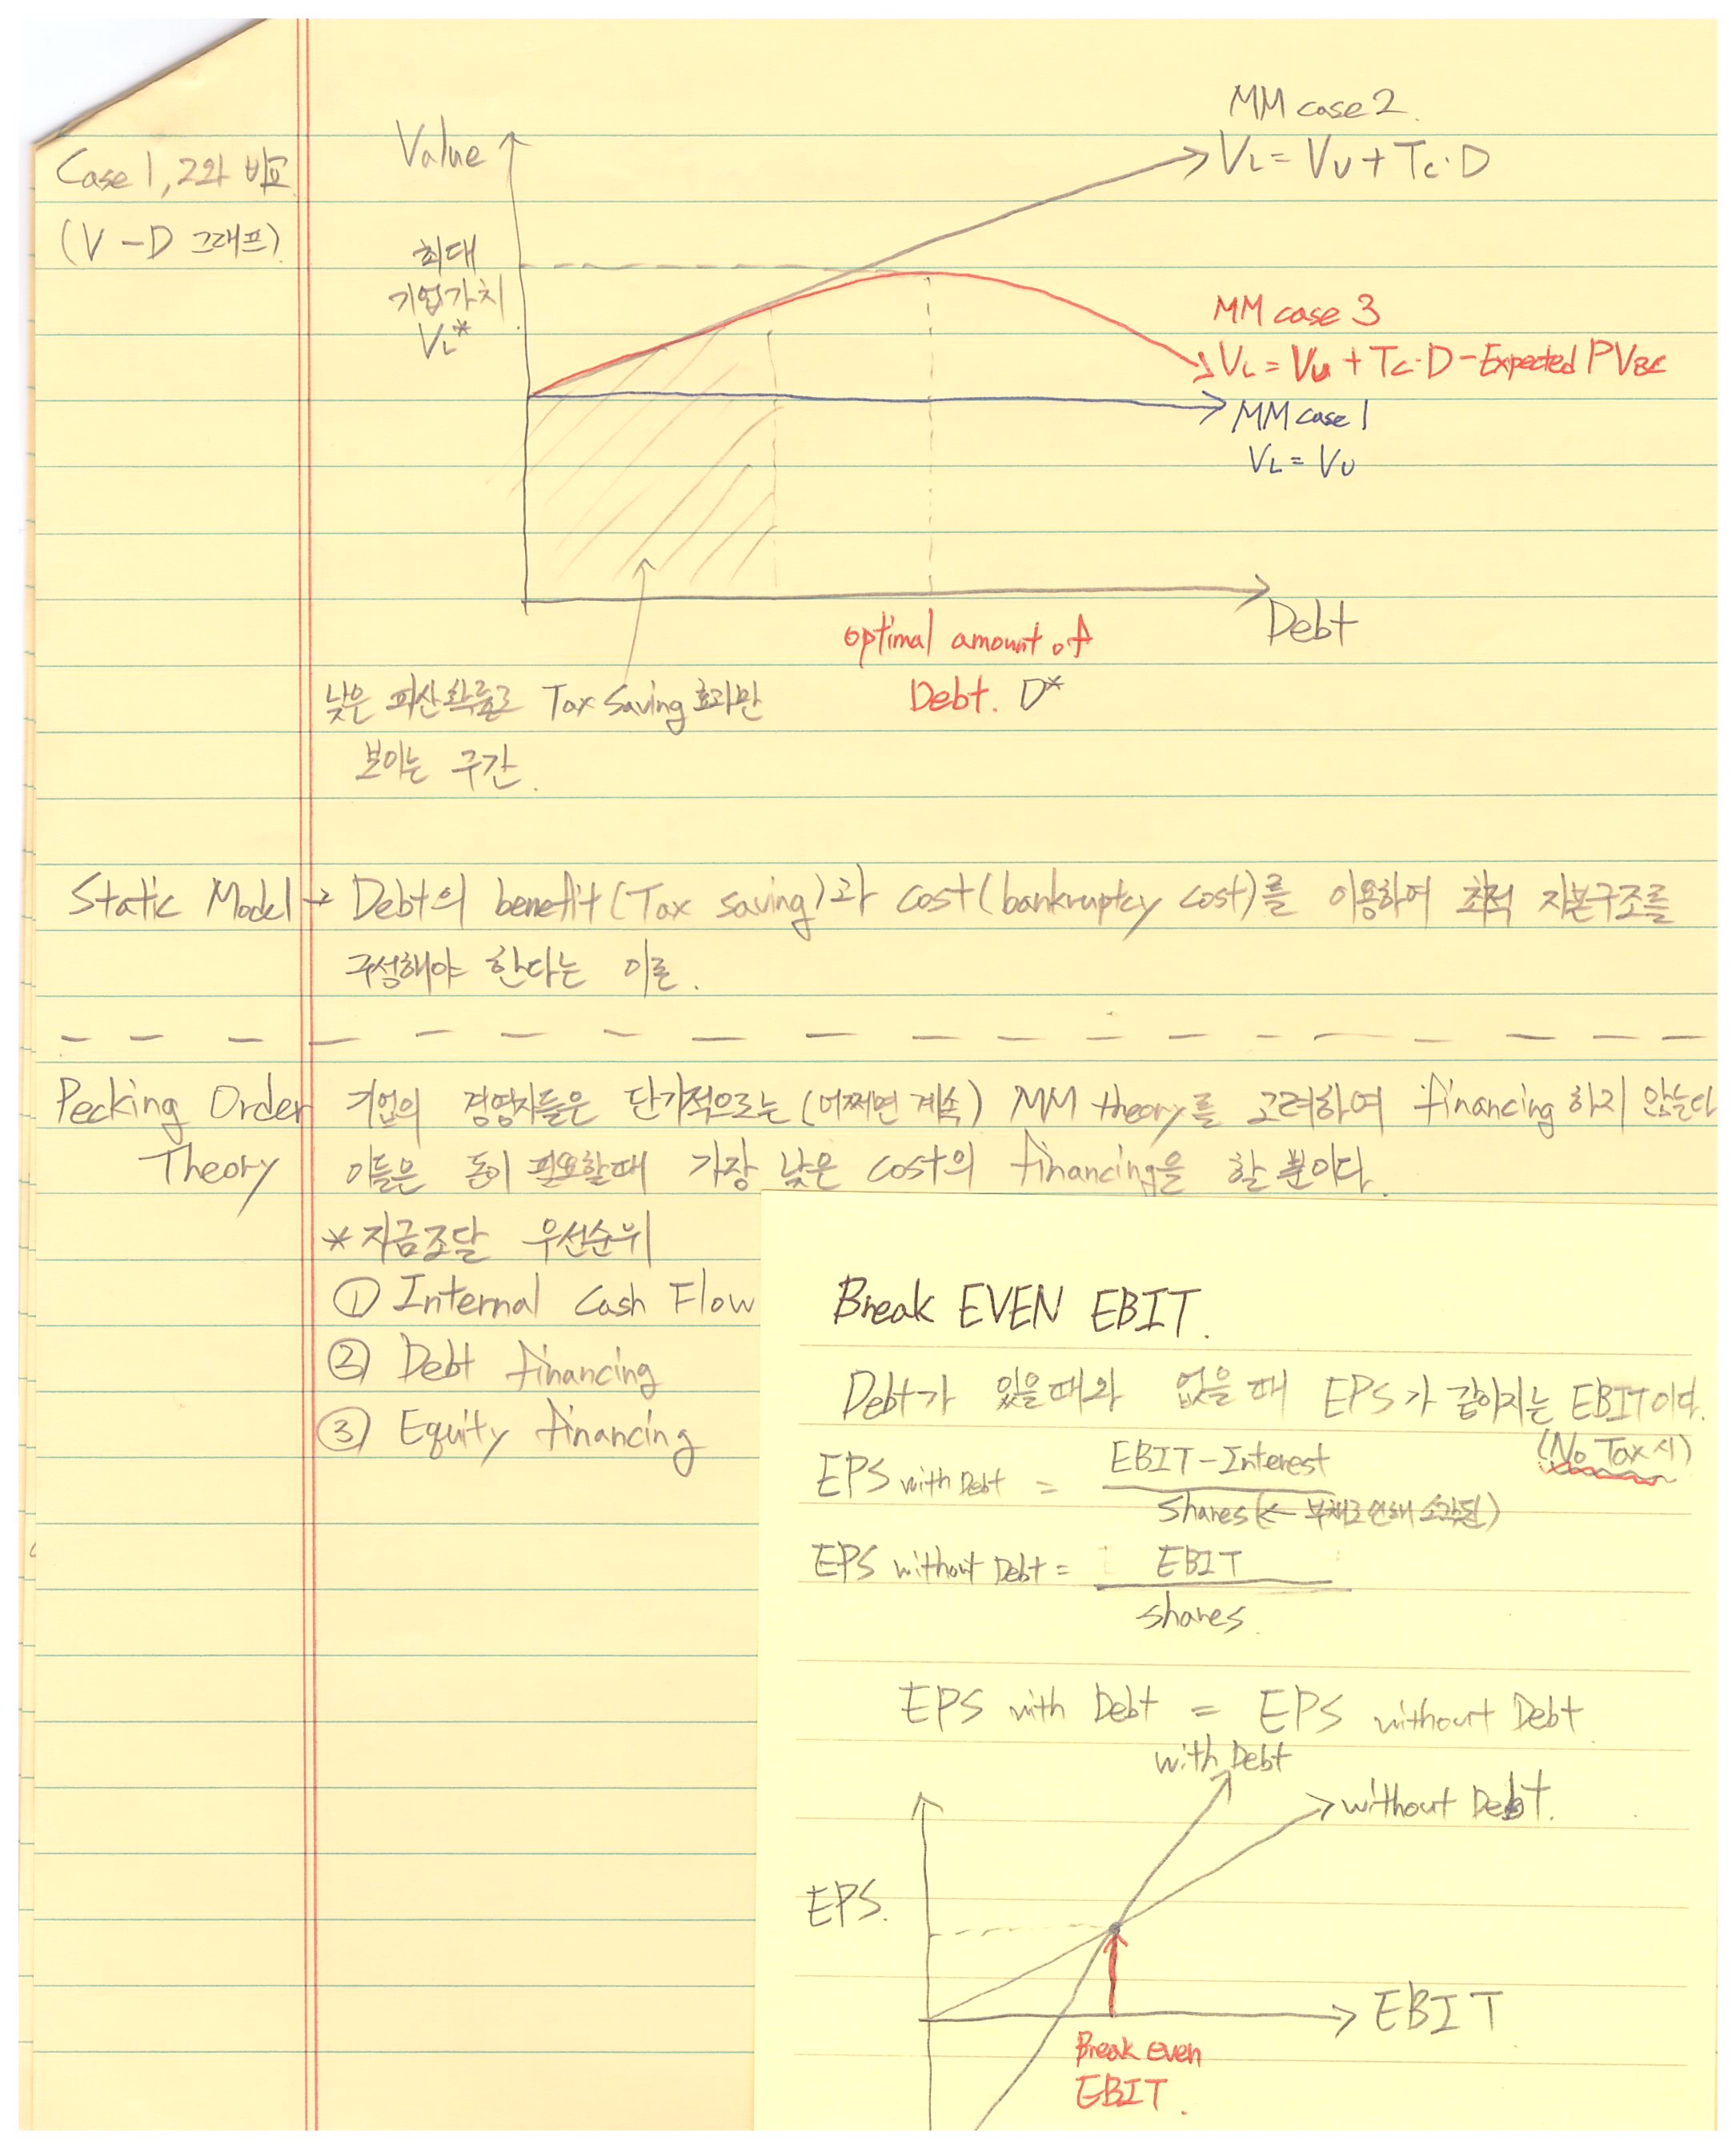 Case 1, 2와 비교
(V - D 그래프)
Value
최대
기업가치
V_L*
MM case 2.
V_L = V_U + T_C · D
MM case 3
V_L = V_U + T_C · D - Expected PV_BC
MM case 1
V_L = V_U
Debt
optimal amount of
Debt. D*
낮은 파산확률로 Tax Saving 효과만
보이는 구간.
Static Model → Debt의 benefit (Tax saving)과 cost (bankruptcy cost)를 이용하여 최적 자본구조를
구성해야 한다는 이론.
Pecking Order 기업의 경영자들은 단기적으로는 (어쩌면 계속) MM theory를 고려하여 financing 하지 않는다
Theory 이들은 돈이 필요할때 가장 낮은 cost의 financing을 할 뿐이다.
* 자금조달 우선순위
① Internal Cash Flow
② Debt financing
③ Equity financing
Break EVEN EBIT.
Debt가 있을때와 없을 때 EPS가 같아지는 EBIT이다.
(No Tax 시)
EPS with Debt = EBIT - Interest
shares (← 부채로 인해 소각된)
EPS without Debt = EBIT
shares.
EPS with Debt = EPS without Debt
with Debt
without Debt.
EPS.
EBIT
Break even
EBIT.